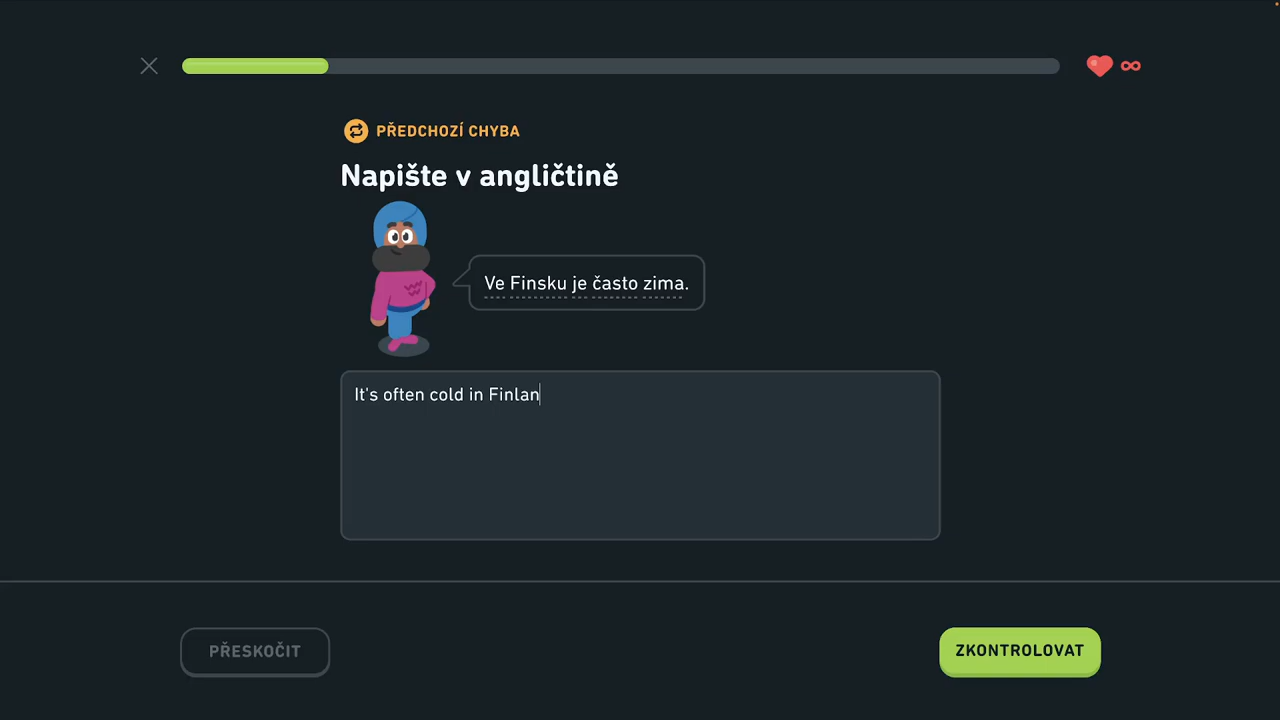 PŘEDCHOZÍ CHYBA
Napište v angličtině
Ve Finsku je často zima.
It's often cold in Finlan
PŘESKOČIT
ZKONTROLOVAT